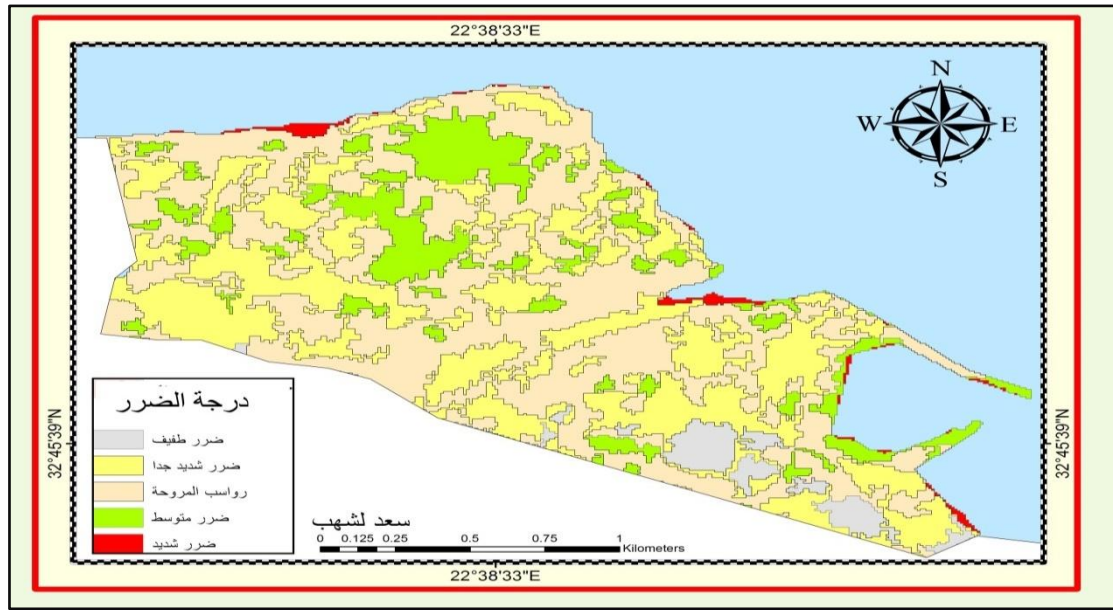 22°38'33"E
N
W E
S
32°45'39"N
32°45'39"N
درجة الضرر
ضرر طفيف
ضرر شديد جدا
رواسب المروحة
ضرر متوسط
ضرر شديد
سعد لشهب
0 0.125 0.25 0.5 0.75 1
Kilometers
22°38'33"E